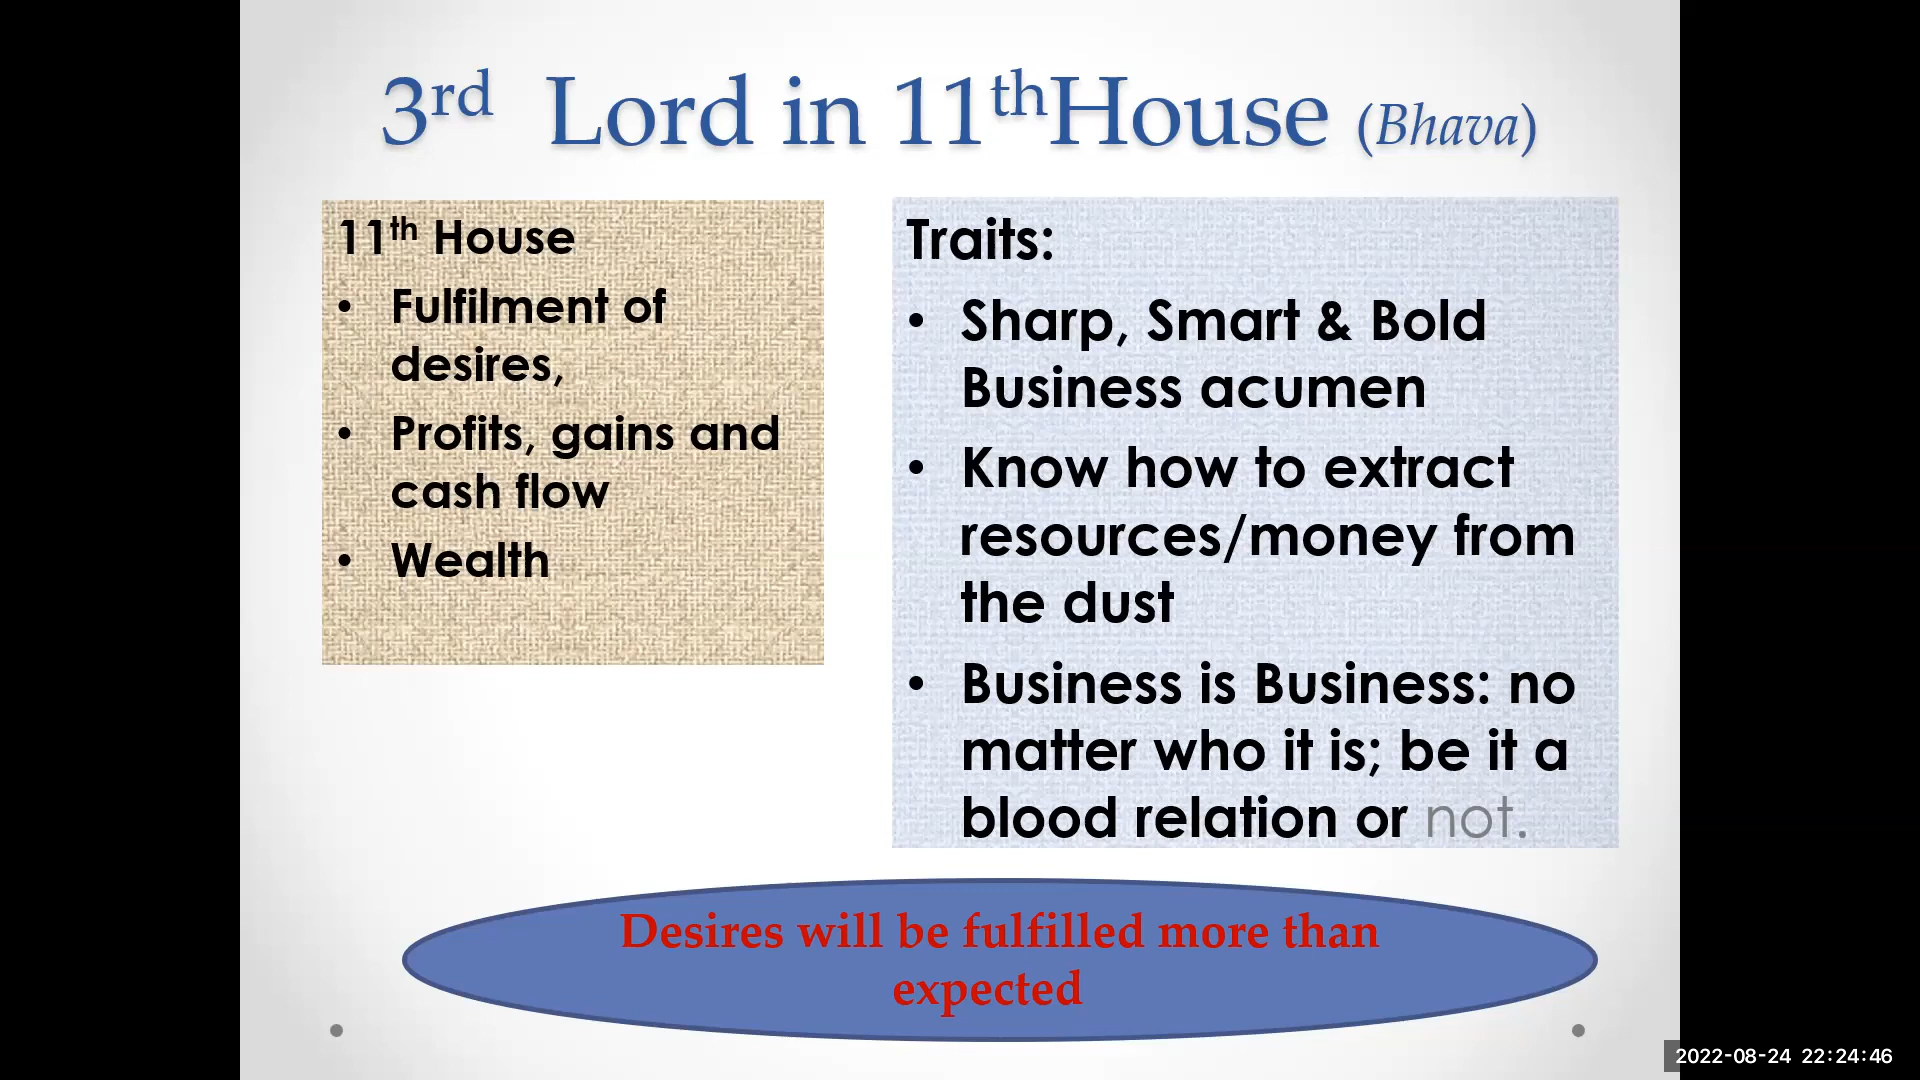 3rd Lord in 11thHouse (Bhava)
11th House
• Fulfilment of
desires,
• Profits, gains and
cash flow
• Wealth
Traits:
• Sharp, Smart & Bold
Business acumen
• Know how to extract
resources/money from
the dust
• Business is Business: no
matter who it is; be it a
blood relation or not.
Desires will be fulfilled more than
expected
2022-08-24 22:24:46